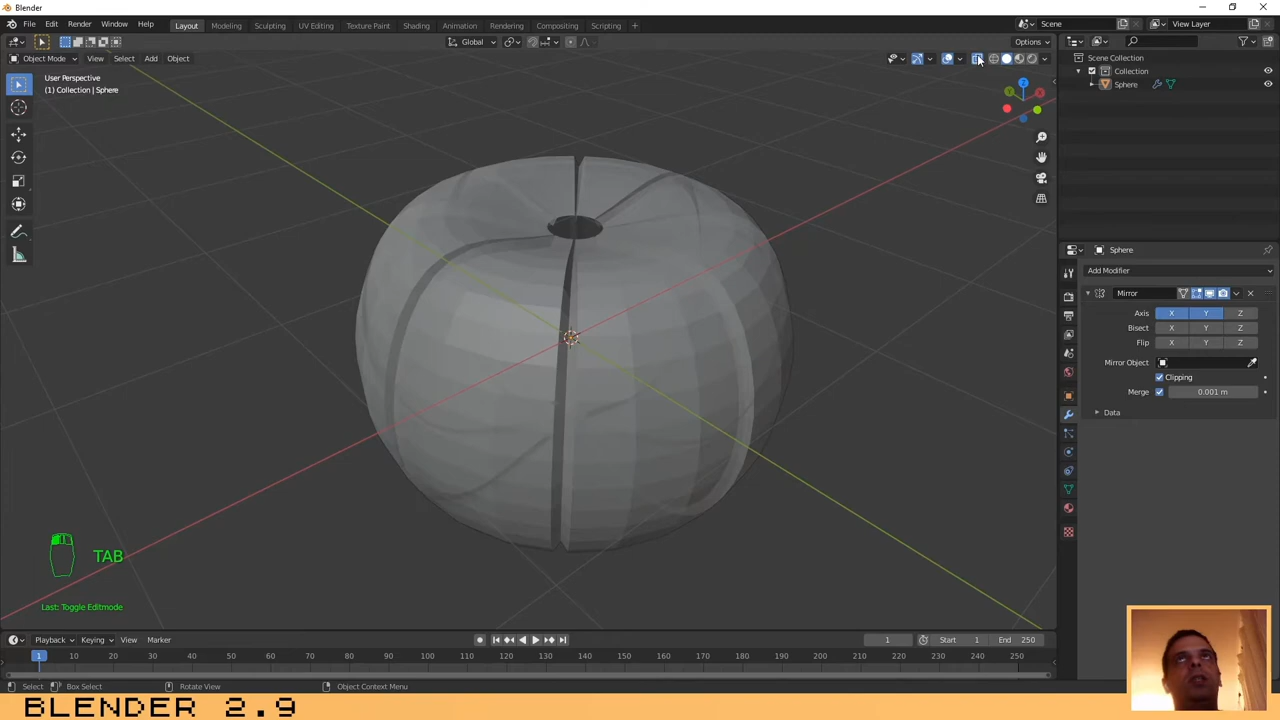 Blender
File Edit Render Window Help Layout Modeling Sculpting UV Editing Texture Paint Shading Animation Rendering Compositing Scripting + Scene View Layer
Global Options
Object Mode View Select Add Object
User Perspective
(1) Collection | Sphere
Z
Scene Collection
Collection
Sphere
Sphere
Add Modifier
Mirror
Axis X Y Z
Bisect X Y Z
Flip X Y Z
Mirror Object
Clipping
Merge 0.001 m
Data
TAB
Last: Toggle Editmode
Playback Keying View Marker 1 Start 1 End 250
1 10 20 30 40 50 60 70 80 90 100 110 120 130 140 150 160 170 180 190 200 210 220 230 240 250
Select Box Select Rotate View Object Context Menu
BLENDER 2.9